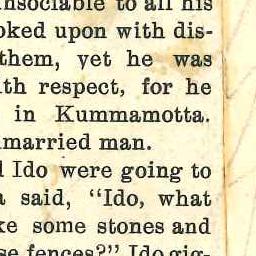 unsociable to all his
oked upon with dis-
them, yet he was
ith respect, for he
in Kummamotta.
married man.
d Ido were going to
a said, "Ido, what
ke some stones and
se fences?" Ido gig-